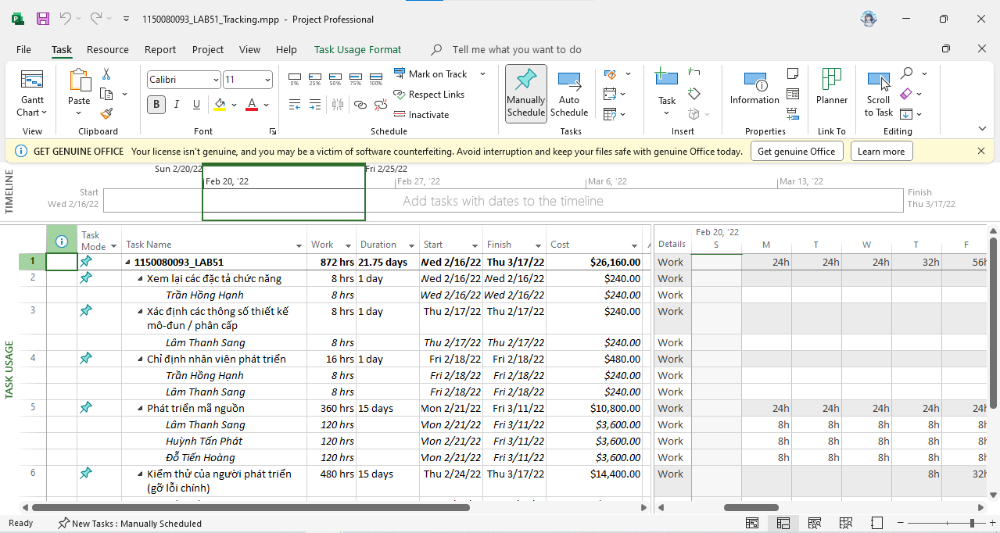 1150080093_LAB51_Tracking.mpp - Project Professional
File Task Resource Report Project View Help Task Usage Format Tell me what you want to do
Gantt Chart
View
Paste
Clipboard
Calibri 11
B I U A
Font
0% 25% 50% 75% 100%
Mark on Track
Respect Links
Inactivate
Schedule
Manually Schedule
Auto Schedule
Tasks
Task
Insert
Information
Properties
Planner
Link To
Scroll to Task
Editing
GET GENUINE OFFICE Your license isn't genuine, and you may be a victim of software counterfeiting. Avoid interruption and keep your files safe with genuine Office today. Get genuine Office Learn more
TIMELINE
Sun 2/20/22 Fri 2/25/22
Feb 20, '22 Feb 27, '22 Mar 6, '22 Mar 13, '22
Start
Wed 2/16/22
Add tasks with dates to the timeline
Finish
Thu 3/17/22
TASK USAGE
Task Mode Task Name Work Duration Start Finish Cost Details Feb 20, '22
S M T W T F
1 1150080093_LAB51 872 hrs 21.75 days Wed 2/16/22 Thu 3/17/22 $26,160.00 Work 24h 24h 24h 32h 56h
2 Xem lại các đặc tả chức năng 8 hrs 1 day Wed 2/16/22 Wed 2/16/22 $240.00 Work
Trần Hồng Hạnh 8 hrs Wed 2/16/22 Wed 2/16/22 $240.00 Work
3 Xác định các thông số thiết kế 8 hrs 1 day Thu 2/17/22 Thu 2/17/22 $240.00 Work
mô-đun / phân cấp
Lâm Thanh Sang 8 hrs Thu 2/17/22 Thu 2/17/22 $240.00 Work
4 Chỉ định nhân viên phát triển 16 hrs 1 day Fri 2/18/22 Fri 2/18/22 $480.00 Work
Trần Hồng Hạnh 8 hrs Fri 2/18/22 Fri 2/18/22 $240.00 Work
Lâm Thanh Sang 8 hrs Fri 2/18/22 Fri 2/18/22 $240.00 Work
5 Phát triển mã nguồn 360 hrs 15 days Mon 2/21/22 Fri 3/11/22 $10,800.00 Work 24h 24h 24h 24h 24h
Lâm Thanh Sang 120 hrs Mon 2/21/22 Fri 3/11/22 $3,600.00 Work 8h 8h 8h 8h 8h
Huỳnh Tấn Phát 120 hrs Mon 2/21/22 Fri 3/11/22 $3,600.00 Work 8h 8h 8h 8h 8h
Đỗ Tiến Hoàng 120 hrs Mon 2/21/22 Fri 3/11/22 $3,600.00 Work 8h 8h 8h 8h 8h
6 Kiểm thử của người phát triển 480 hrs 15 days Thu 2/24/22 Thu 3/17/22 $14,400.00 Work 8h 32h
(gỡ lỗi chính)
Ready New Tasks : Manually Scheduled